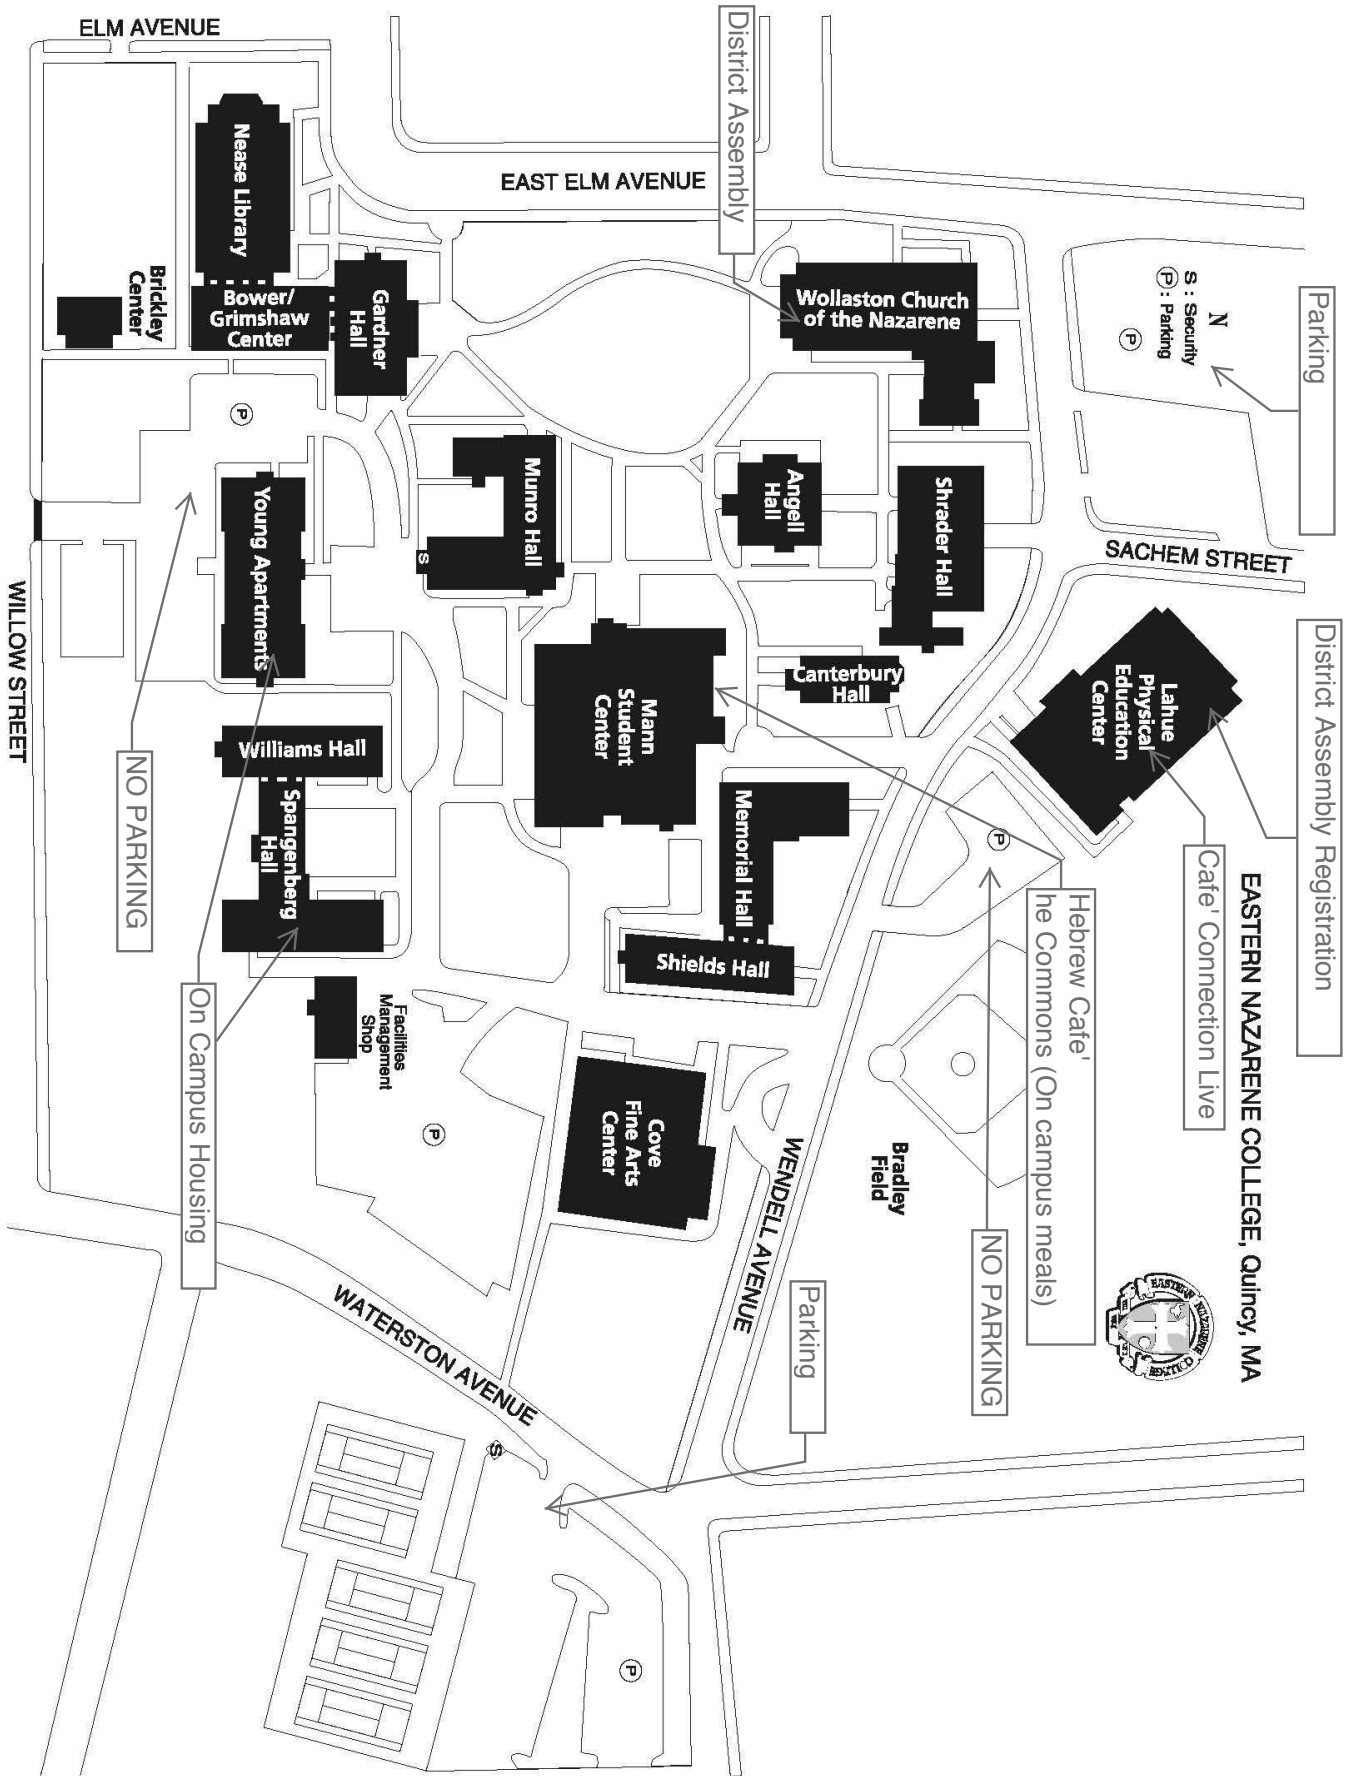 EASTERN NAZARENE COLLEGE, Quincy, MA
EASTERN NAZARENE COLLEGE
Parking
N
S : Security
P : Parking
P
District Assembly Registration
Cafe' Connection Live
Hebrew Cafe'
he Commons (On campus meals)
NO PARKING
Parking
District Assembly
NO PARKING
On Campus Housing
ELM AVENUE
EAST ELM AVENUE
SACHEM STREET
WENDELL AVENUE
WATERSTON AVENUE
WILLOW STREET
Wollaston Church
of the Nazarene
Nease Library
Bower/
Grimshaw
Center
Gardner
Hall
Brickley
Center
P
Shrader Hall
Angell
Hall
Munro Hall
S
Young Apartments
Lahue
Physical
Education
Center
Canterbury
Hall
Mann
Student
Center
Williams Hall
Spangenberg
Hall
P
Memorial Hall
Shields Hall
Facilities
Management
Shop
P
Cove
Fine Arts
Center
Bradley
Field
S
P